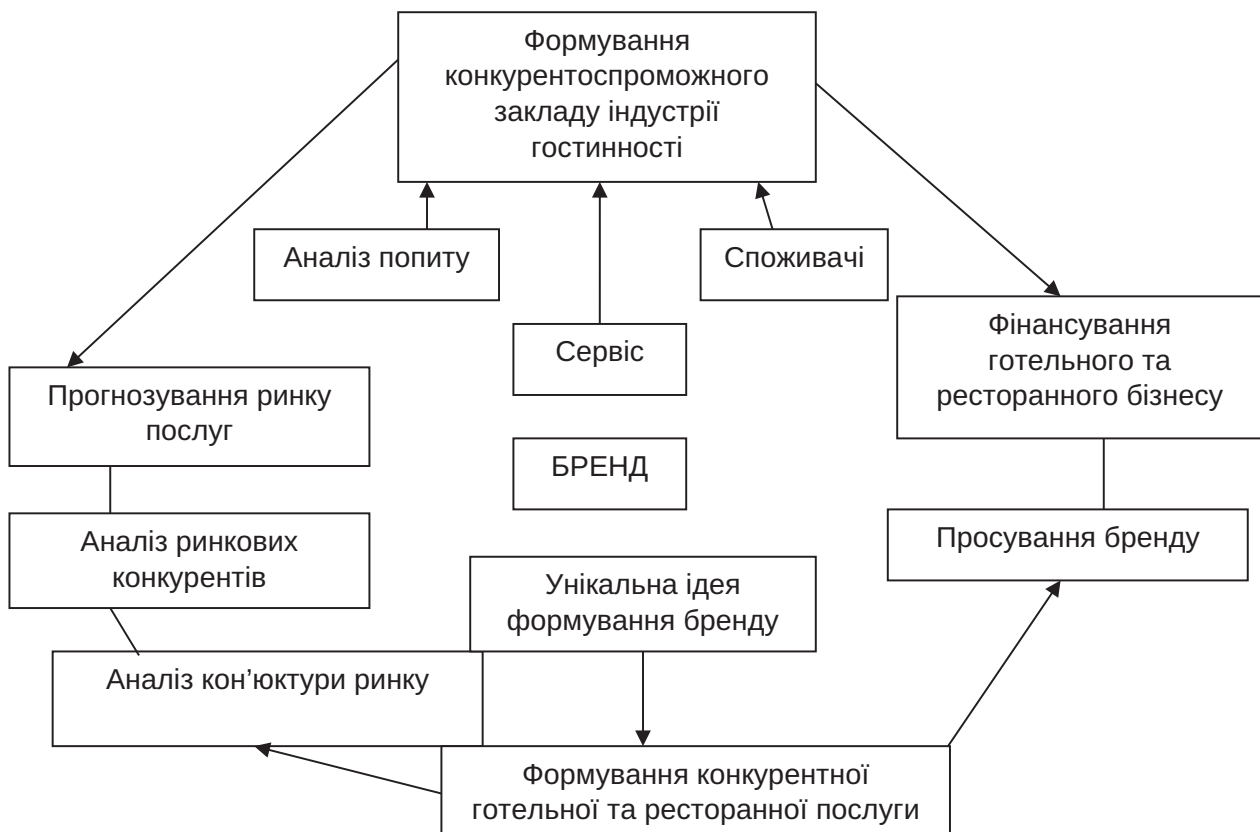 Формування
конкурентоспроможного
закладу індустрії
гостинності
Аналіз попиту
Споживачі
Сервіс
Фінансування
готельного та
ресторанного бізнесу
Прогнозування ринку
послуг
БРЕНД
Аналіз ринкових
конкурентів
Просування бренду
Унікальна ідея
формування бренду
Аналіз кон’юктури ринку
Формування конкурентної
готельної та ресторанної послуги